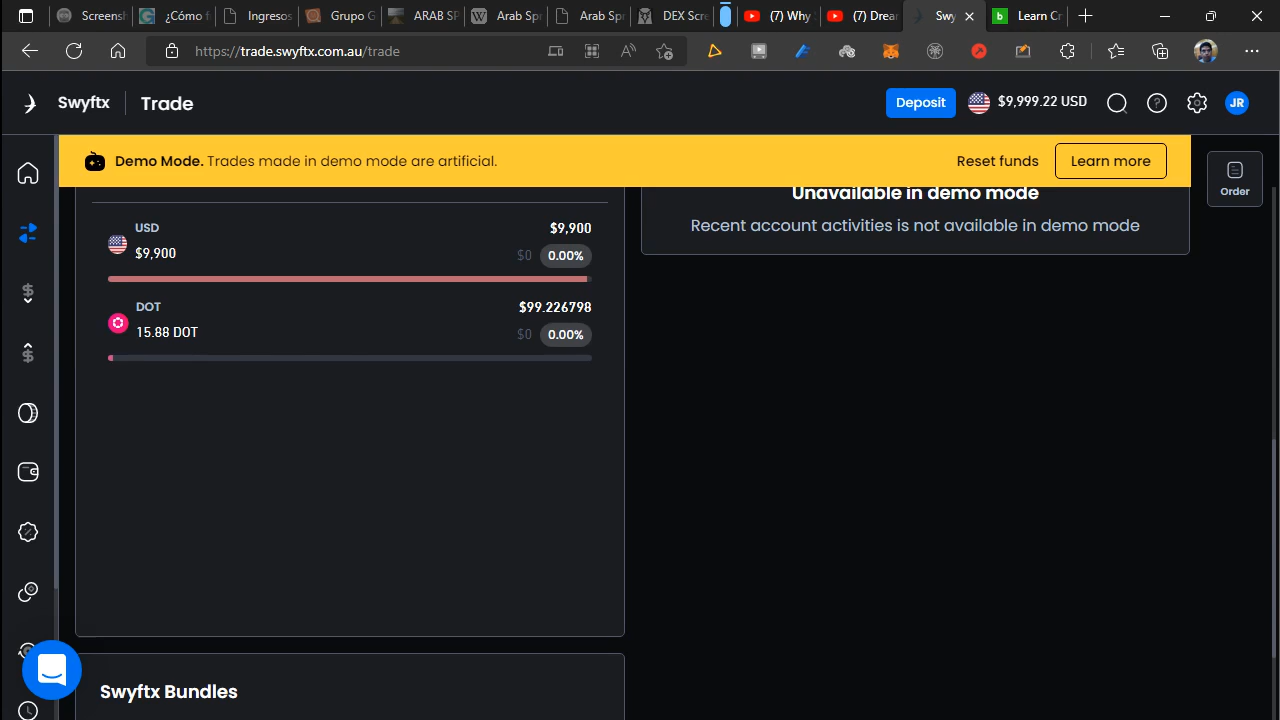 Screensh
¿Cómo f
Ingresos
Grupo G
ARAB SP
Arab Spr
Arab Spr
DEX Scre
(7) Why
(7) Drear
Swy
Learn Cr
https://trade.swyftx.com.au/trade
Swyftx
Trade
Deposit
$9,999.22 USD
JR
Demo Mode. Trades made in demo mode are artificial.
Reset funds
Learn more
Order
Unavailable in demo mode
Recent account activities is not available in demo mode
USD
$9,900
$9,900
$0
0.00%
DOT
$99.226798
15.88 DOT
$0
0.00%
Swyftx Bundles